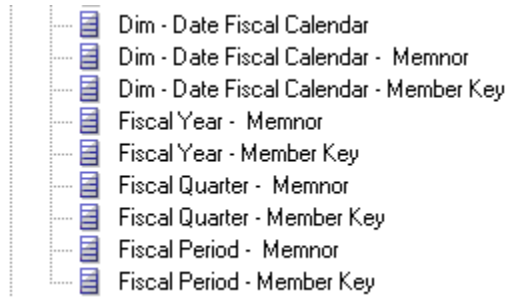 Dim - Date Fiscal Calendar
Dim - Date Fiscal Calendar -  Memnor
Dim - Date Fiscal Calendar - Member Key
Fiscal Year -  Memnor
Fiscal Year - Member Key
Fiscal Quarter -  Memnor
Fiscal Quarter - Member Key
Fiscal Period -  Memnor
Fiscal Period - Member Key